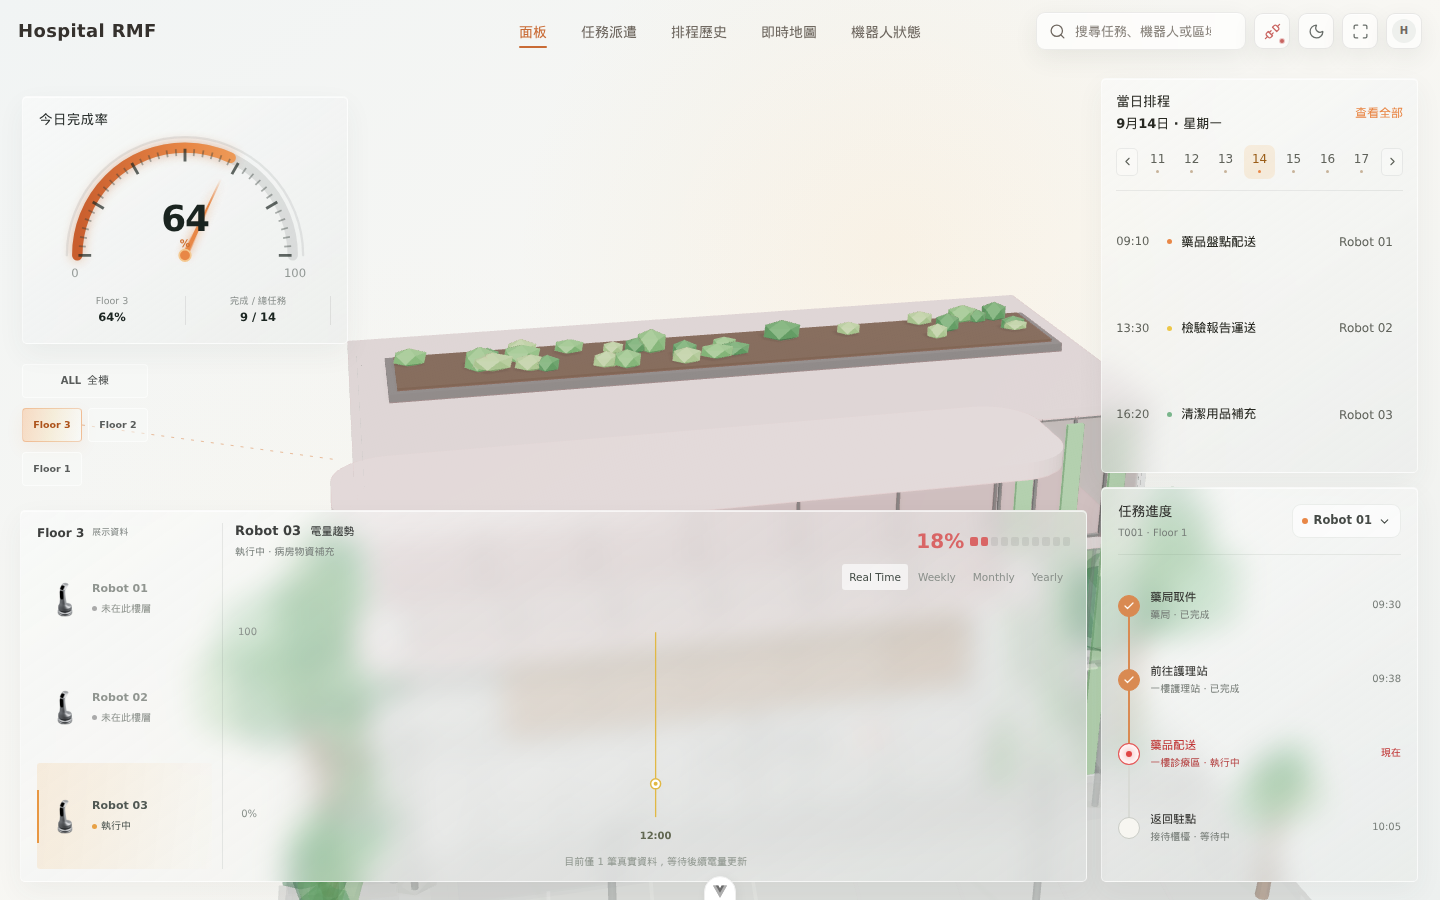 Hospital RMF
面板
任務派遣
排程歷史
即時地圖
機器人狀態
搜尋任務、機器人或區
H
今日完成率
64
%
0
100
Floor 3
64%
完成 / 總任務
9 / 14
ALL 全棟
Floor 3
Floor 2
Floor 1
當日排程
9月14日・星期一
查看全部
11
12
13
14
15
16
17
09:10
藥品盤點配送
Robot 01
13:30
檢驗報告運送
Robot 02
16:20
清潔用品補充
Robot 03
Floor 3 展示資料
Robot 01
未在此樓層
Robot 02
未在此樓層
Robot 03
執行中
Robot 03 電量趨勢
執行中 · 病房物資補充
18%
Real Time
Weekly
Monthly
Yearly
100
0%
12:00
目前僅 1 筆真實資料，等待後續電量更新
任務進度
T001 · Floor 1
Robot 01
藥局取件
藥局 · 已完成
09:30
前往護理站
一樓護理站 · 已完成
09:38
藥品配送
一樓診療區 · 執行中
現在
返回駐點
接待櫃檯 · 等待中
10:05